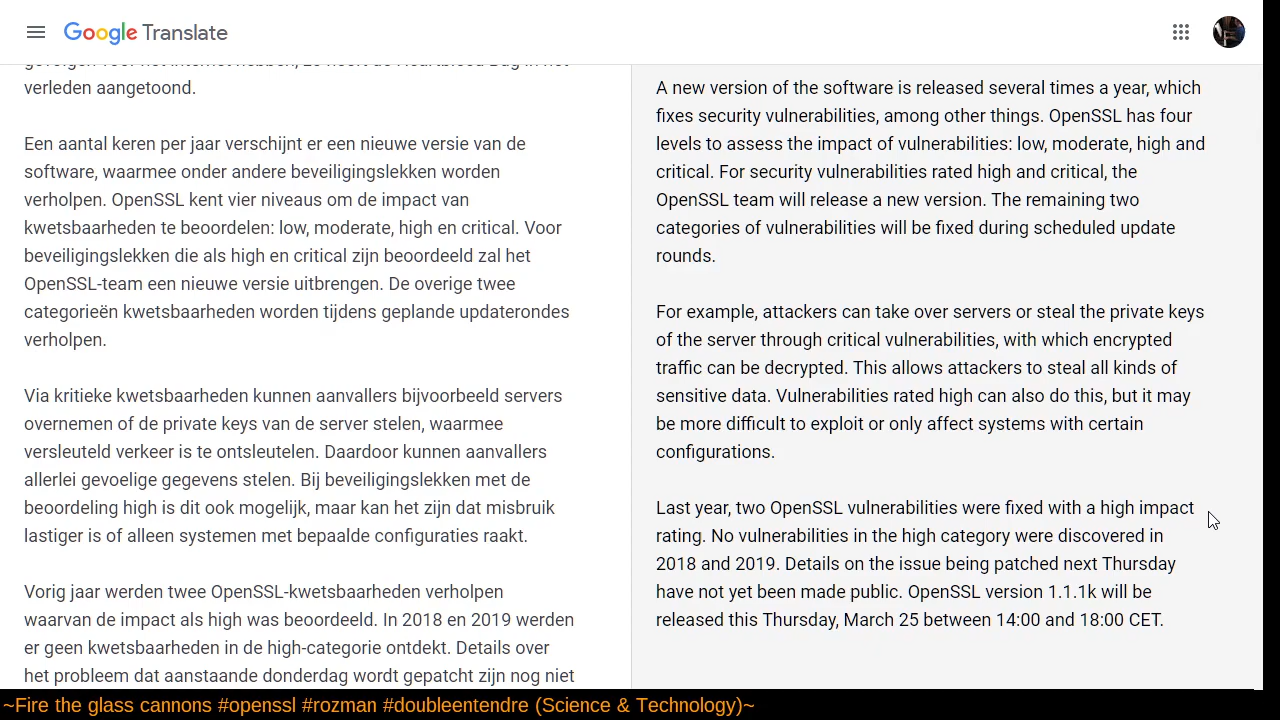 Google Translate
verleden aangetoond.
Een aantal keren per jaar verschijnt er een nieuwe versie van de
software, waarmee onder andere beveiligingslekken worden
verholpen. OpenSSL kent vier niveaus om de impact van
kwetsbaarheden te beoordelen: low, moderate, high en critical. Voor
beveiligingslekken die als high en critical zijn beoordeeld zal het
OpenSSL-team een nieuwe versie uitbrengen. De overige twee
categorieën kwetsbaarheden worden tijdens geplande updaterondes
verholpen.
Via kritieke kwetsbaarheden kunnen aanvallers bijvoorbeeld servers
overnemen of de private keys van de server stelen, waarmee
versleuteld verkeer is te ontsleutelen. Daardoor kunnen aanvallers
allerlei gevoelige gegevens stelen. Bij beveiligingslekken met de
beoordeling high is dit ook mogelijk, maar kan het zijn dat misbruik
lastiger is of alleen systemen met bepaalde configuraties raakt.
Vorig jaar werden twee OpenSSL-kwetsbaarheden verholpen
waarvan de impact als high was beoordeeld. In 2018 en 2019 werden
er geen kwetsbaarheden in de high-categorie ontdekt. Details over
het probleem dat aanstaande donderdag wordt gepatcht zijn nog niet
A new version of the software is released several times a year, which
fixes security vulnerabilities, among other things. OpenSSL has four
levels to assess the impact of vulnerabilities: low, moderate, high and
critical. For security vulnerabilities rated high and critical, the
OpenSSL team will release a new version. The remaining two
categories of vulnerabilities will be fixed during scheduled update
rounds.
For example, attackers can take over servers or steal the private keys
of the server through critical vulnerabilities, with which encrypted
traffic can be decrypted. This allows attackers to steal all kinds of
sensitive data. Vulnerabilities rated high can also do this, but it may
be more difficult to exploit or only affect systems with certain
configurations.
Last year, two OpenSSL vulnerabilities were fixed with a high impact
rating. No vulnerabilities in the high category were discovered in
2018 and 2019. Details on the issue being patched next Thursday
have not yet been made public. OpenSSL version 1.1.1k will be
released this Thursday, March 25 between 14:00 and 18:00 CET.
~Fire the glass cannons #openssl #rozman #doubleentendre (Science & Technology)~